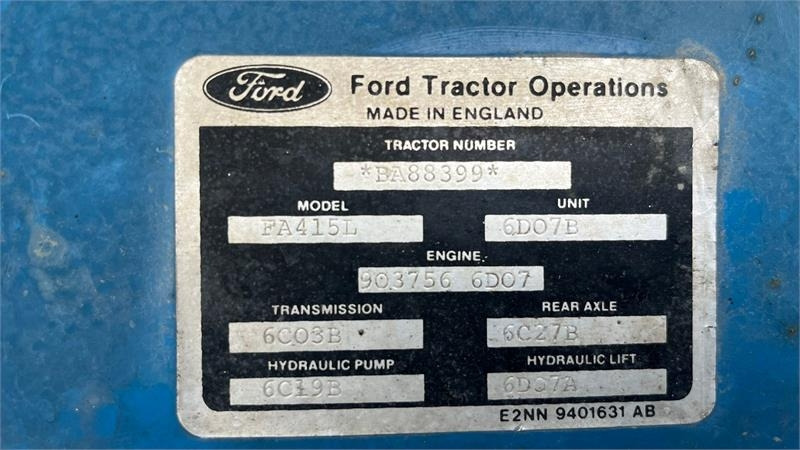 Ford Ford Tractor Operations
MADE IN ENGLAND
TRACTOR NUMBER
*BA88399*
MODEL UNIT
FA415L 6D07B
ENGINE
903756 6D07
TRANSMISSION REAR AXLE
6C03B 6C27B
HYDRAULIC PUMP HYDRAULIC LIFT
6C19B 6D07A
E2NN 9401631 AB